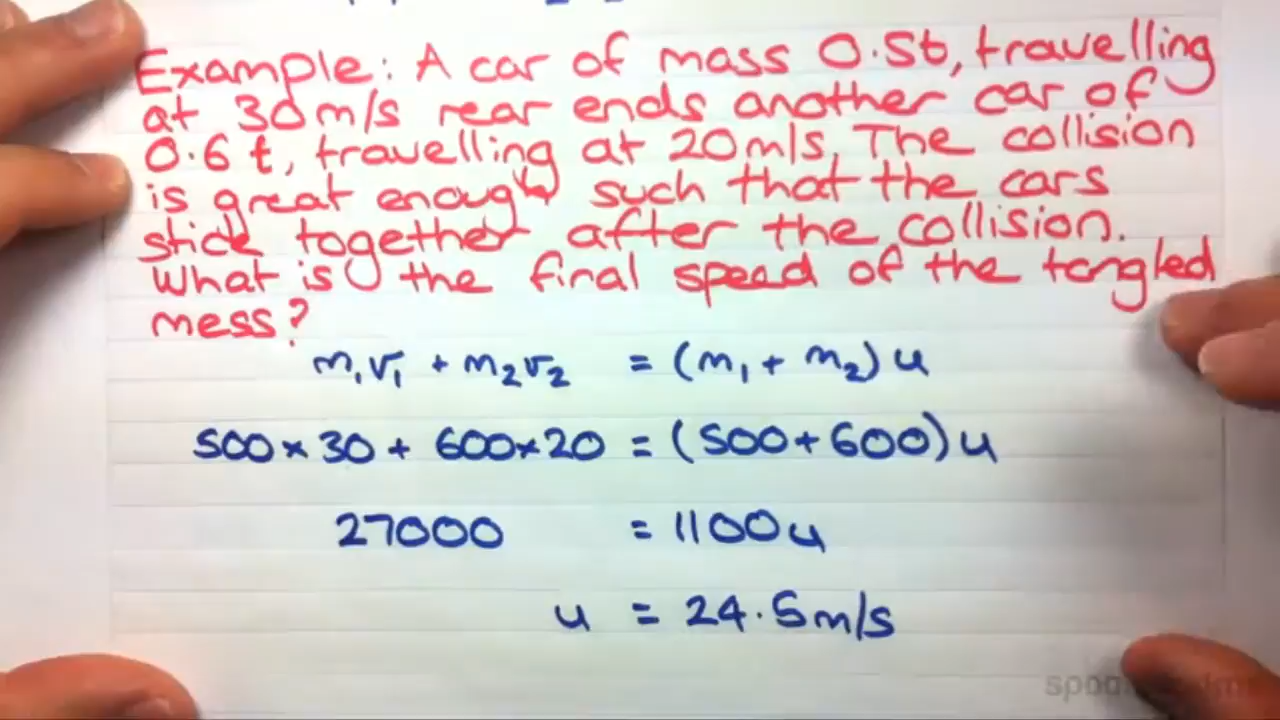 Example: A car of mass 0.5t, travelling
at 30m/s rear ends another car of
0.6t, travelling at 20m/s. The collision
is great enough such that the cars
stick together after the collision.
What is the final speed of the tangled
mess?
m₁v₁ + m₂v₂ = (m₁ + m₂)u
500×30 + 600×20 = (500+600)u
27000 = 1100u
u = 24.5m/s